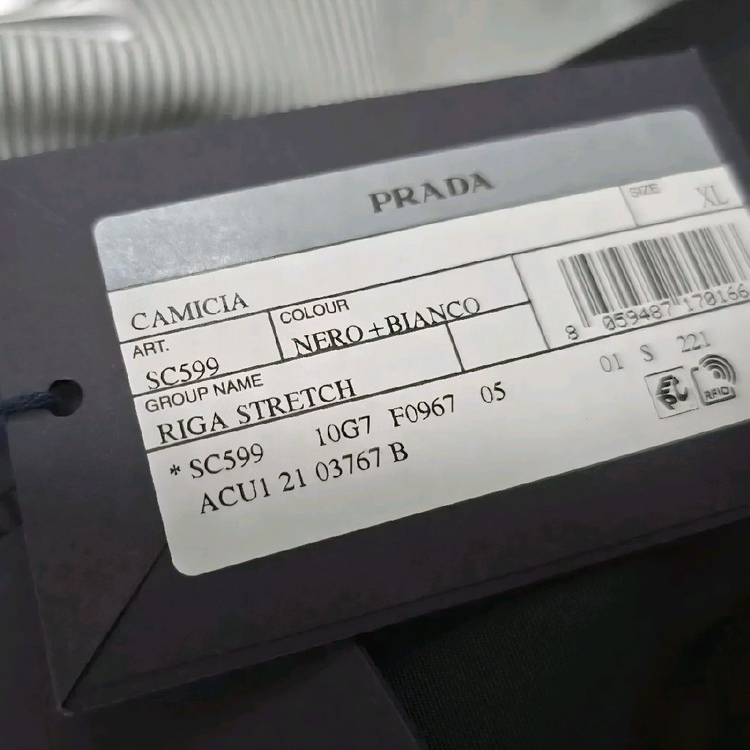 PRADA
SIZE XL
CAMICIA
ART. COLOUR
SC599 NERO+BIANCO
8 059487 170166
GROUP NAME
RIGA STRETCH
01 S 221
* SC599 10G7 F0967 05
ACU1 21 03767 B
RFID